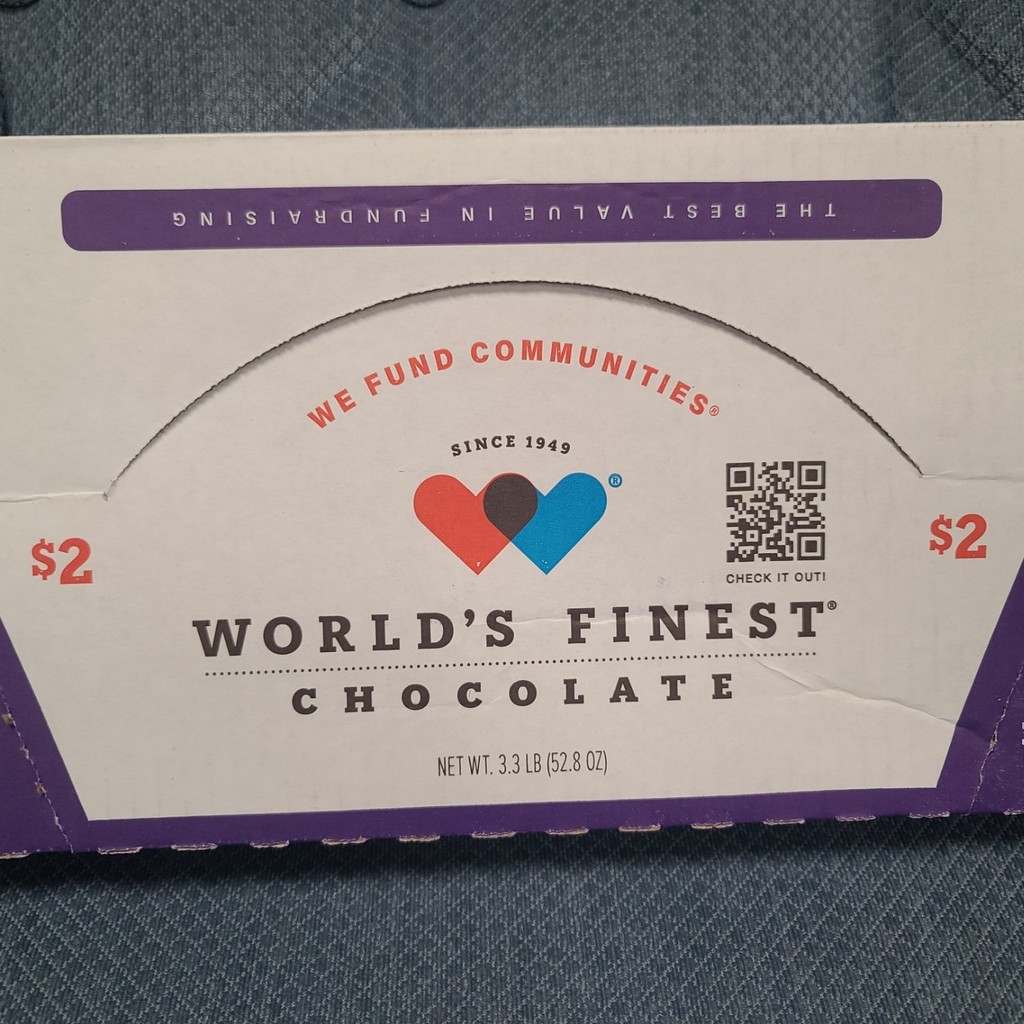 THE BEST VALUE IN FUNDRAISING
WE FUND COMMUNITIES®
SINCE 1949
®
$2
$2
CHECK IT OUT!
WORLD'S FINEST®
CHOCOLATE
NET WT. 3.3 LB (52.8 OZ)